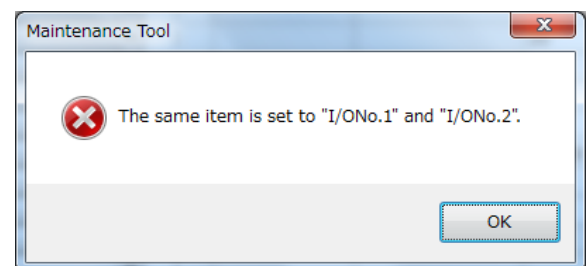 Maintenance Tool
The same item is set to "I/ONo.1" and "I/ONo.2".
OK